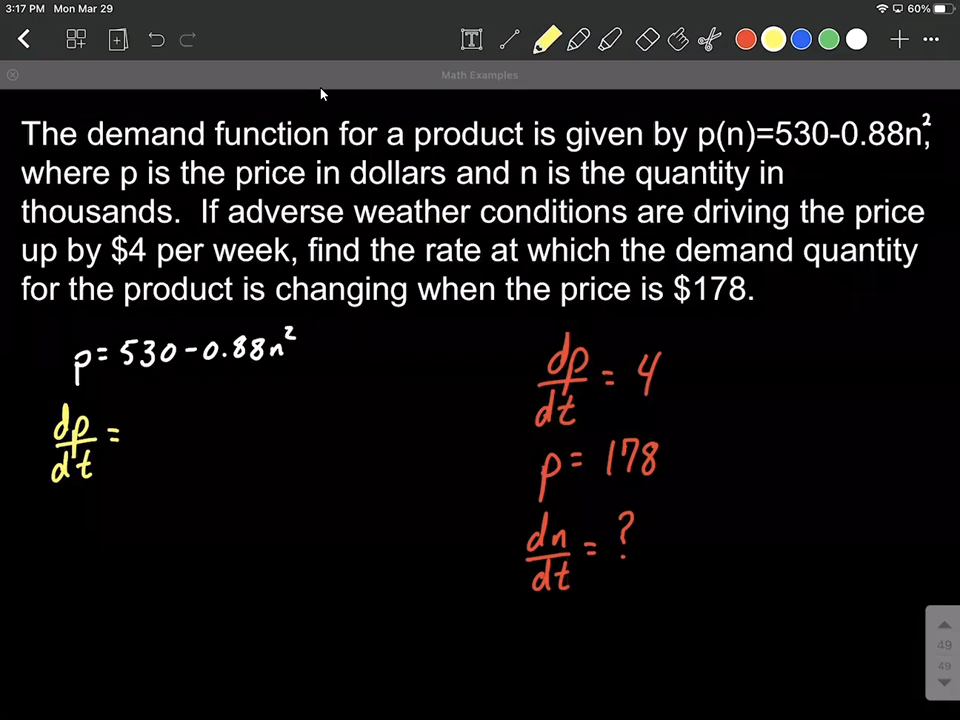 3:17 PM Mon Mar 29 60%
Math Examples
The demand function for a product is given by p(n)=530-0.88n²,
where p is the price in dollars and n is the quantity in
thousands. If adverse weather conditions are driving the price
up by $4 per week, find the rate at which the demand quantity
for the product is changing when the price is $178.
p = 530 - 0.88n²
dp/dt =
dp/dt = 4
p = 178
dn/dt = ?
49
49